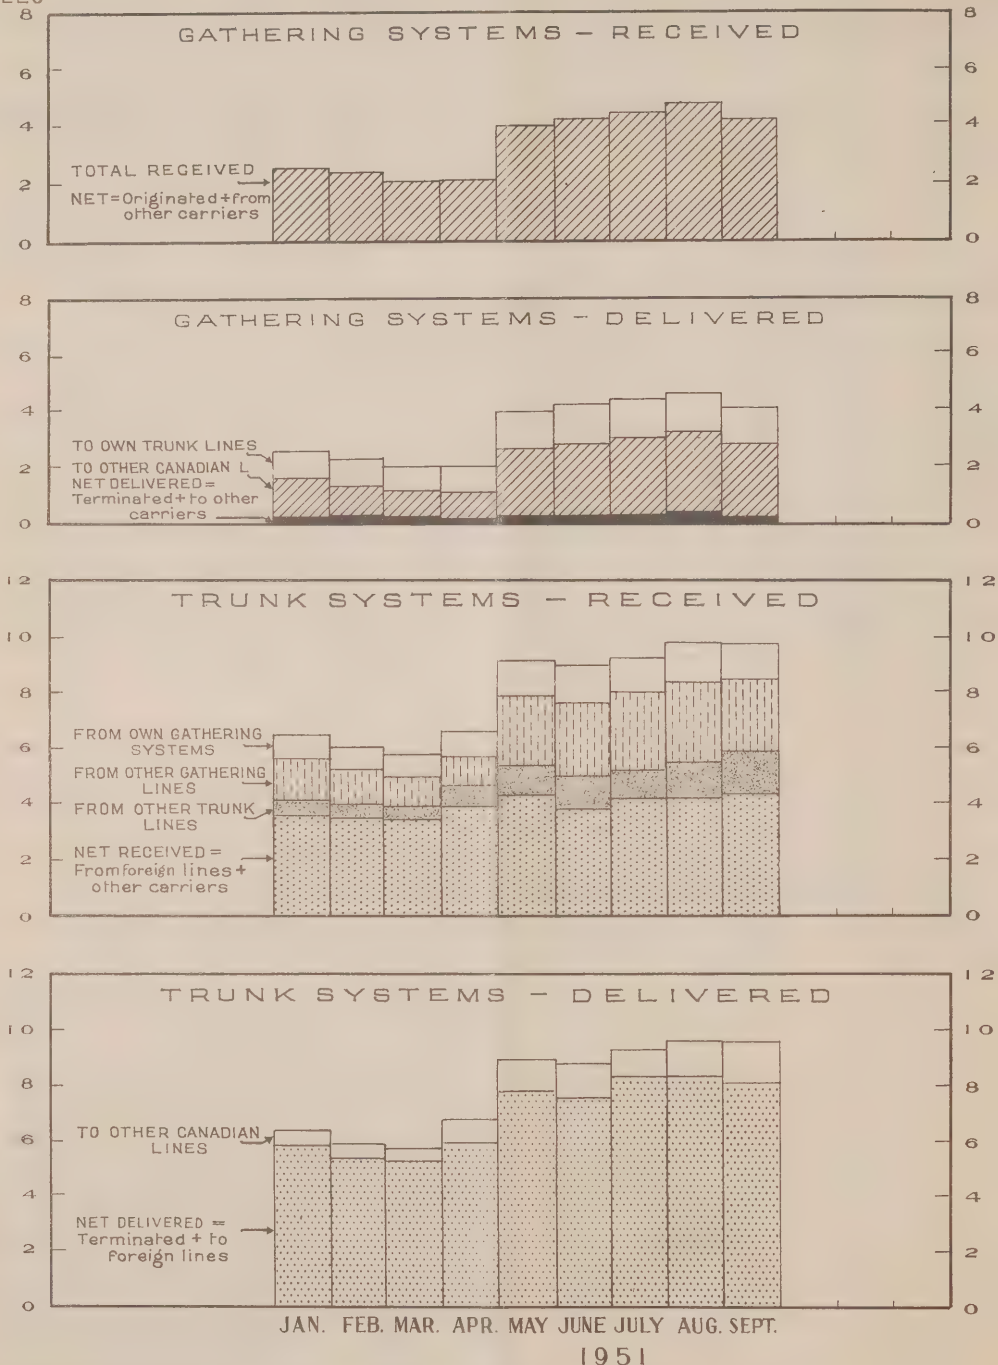 8 GATHERING SYSTEMS – RECEIVED 8
6 6
4 4
TOTAL RECEIVED
2 2
NET=Originated+from
other carriers
0 0
8 GATHERING SYSTEMS – DELIVERED 8
6 6
4 4
TO OWN TRUNK LINES
2 2
TO OTHER CANADIAN L
NET DELIVERED=
Terminated+to other
carriers
0 0
12 TRUNK SYSTEMS – RECEIVED 12
10 10
8 8
FROM OWN GATHERING
6 SYSTEMS 6
FROM OTHER GATHERING
LINES
4 FROM OTHER TRUNK 4
LINES
NET RECEIVED=
2 From foreign lines+ 2
other carriers
0 0
12 TRUNK SYSTEMS – DELIVERED 12
10 10
8 8
TO OTHER CANADIAN
6 LINES 6
4 4
NET DELIVERED =
Terminated + to
2 foreign lines 2
0 0
JAN. FEB. MAR. APR. MAY JUNE JULY AUG. SEPT.
1951